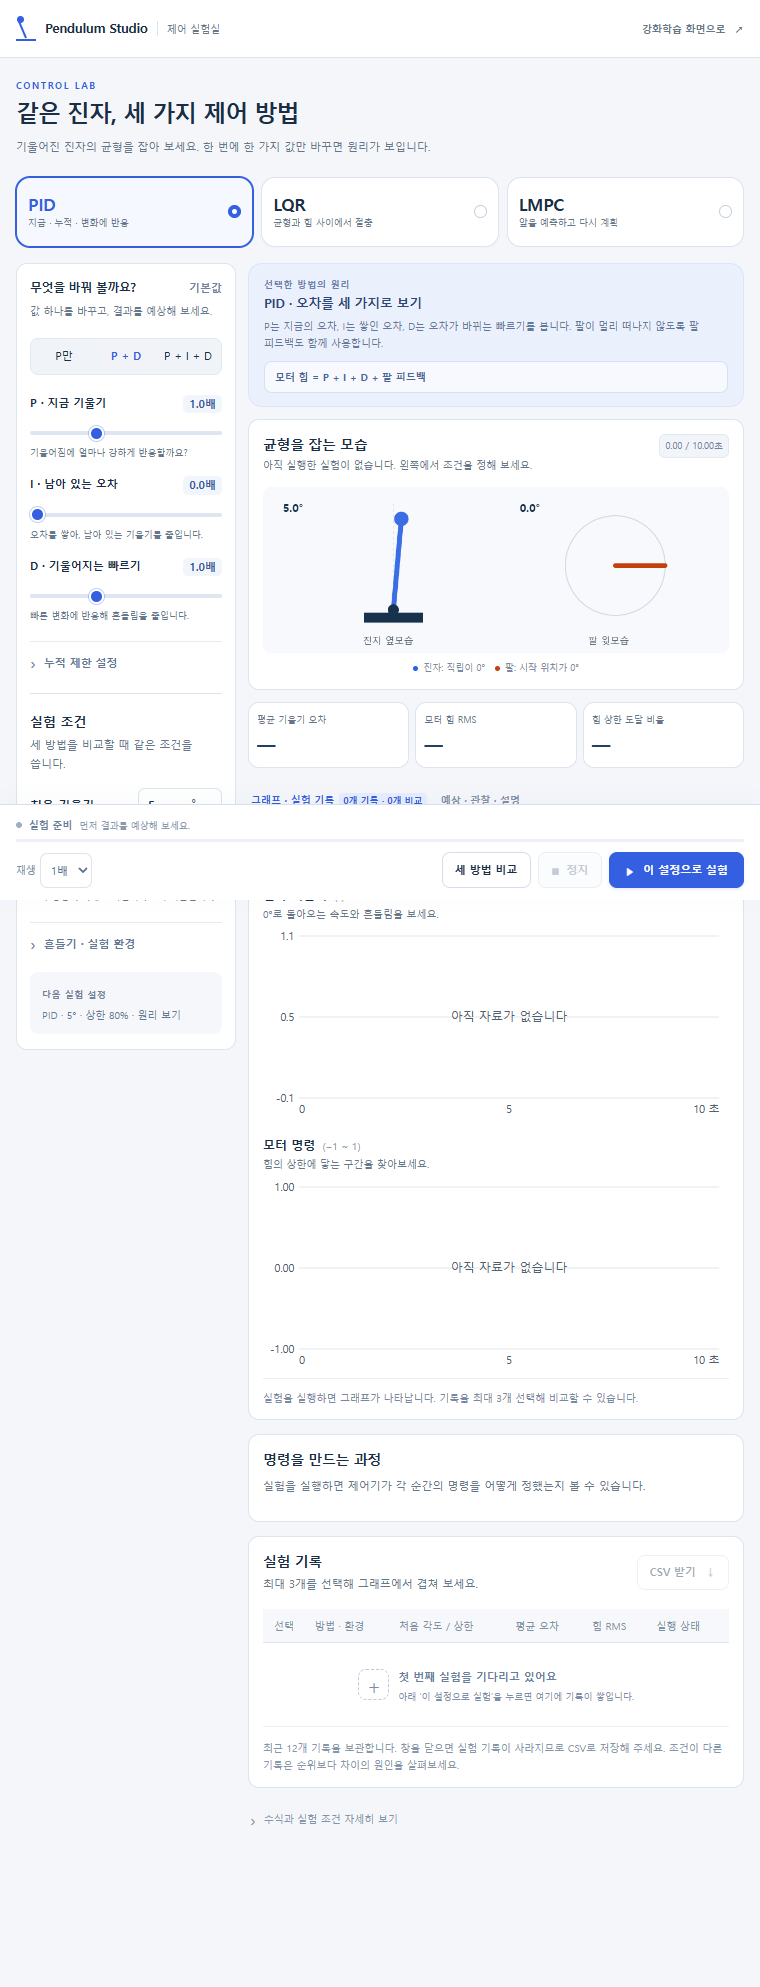 Pendulum Studio
제어 실험실
강화학습 화면으로 ↗
CONTROL LAB
같은 진자, 세 가지 제어 방법
기울어진 진자의 균형을 잡아 보세요. 한 번에 한 가지 값만 바꾸면 원리가 보입니다.
PID
지금 · 누적 · 변화에 반응
LQR
균형과 힘 사이에서 절충
LMPC
앞을 예측하고 다시 계획
무엇을 바꿔 볼까요?
기본값
값 하나를 바꾸고, 결과를 예상해 보세요.
P만
P + D
P + I + D
P · 지금 기울기
1.0배
기울어짐에 얼마나 강하게 반응할까요?
I · 남아 있는 오차
0.0배
오차를 쌓아, 남아 있는 기울기를 줄입니다.
D · 기울어지는 빠르기
1.0배
빠른 변화에 반응해 흔들림을 줄입니다.
› 누적 제한 설정
실험 조건
세 방법을 비교할 때 같은 조건을
씁니다.
선택한 방법의 원리
PID · 오차를 세 가지로 보기
P는 지금의 오차, I는 쌓인 오차, D는 오차가 바뀌는 빠르기를 봅니다. 팔이 멀리 떠나지 않도록 팔
피드백도 함께 사용합니다.
모터 힘 = P + I + D + 팔 피드백
균형을 잡는 모습
0.00 / 10.00초
아직 실행한 실험이 없습니다. 왼쪽에서 조건을 정해 보세요.
5.0°
0.0°
진자 옆모습
팔 윗모습
진자: 직립이 0°
팔: 시작 위치가 0°
평균 기울기 오차
—
모터 힘 RMS
—
힘 상한 도달 비율
—
그래프 · 실험 기록
0개 기록 · 0개 비교
예상 · 관찰 · 설명
실험 준비
먼저 결과를 예상해 보세요.
재생
1배
세 방법 비교
정지
이 설정으로 실험
› 흔들기 · 실험 환경
다음 실험 설정
PID · 5° · 상한 80% · 원리 보기
0°로 돌아오는 속도와 흔들림을 보세요.
1.1
0.5
-0.1
아직 자료가 없습니다
0
5
10 초
모터 명령 (−1 ~ 1)
힘의 상한에 닿는 구간을 찾아보세요.
1.00
0.00
-1.00
아직 자료가 없습니다
0
5
10 초
실험을 실행하면 그래프가 나타납니다. 기록을 최대 3개 선택해 비교할 수 있습니다.
명령을 만드는 과정
실험을 실행하면 제어기가 각 순간의 명령을 어떻게 정했는지 볼 수 있습니다.
실험 기록
최대 3개를 선택해 그래프에서 겹쳐 보세요.
CSV 받기 ↓
선택
방법 · 환경
처음 각도 / 상한
평균 오차
힘 RMS
실행 상태
+
첫 번째 실험을 기다리고 있어요
아래 '이 설정으로 실험'을 누르면 여기에 기록이 쌓입니다.
최근 12개 기록을 보관합니다. 창을 닫으면 실험 기록이 사라지므로 CSV로 저장해 주세요. 조건이 다른
기록은 순위보다 차이의 원인을 살펴보세요.
› 수식과 실험 조건 자세히 보기